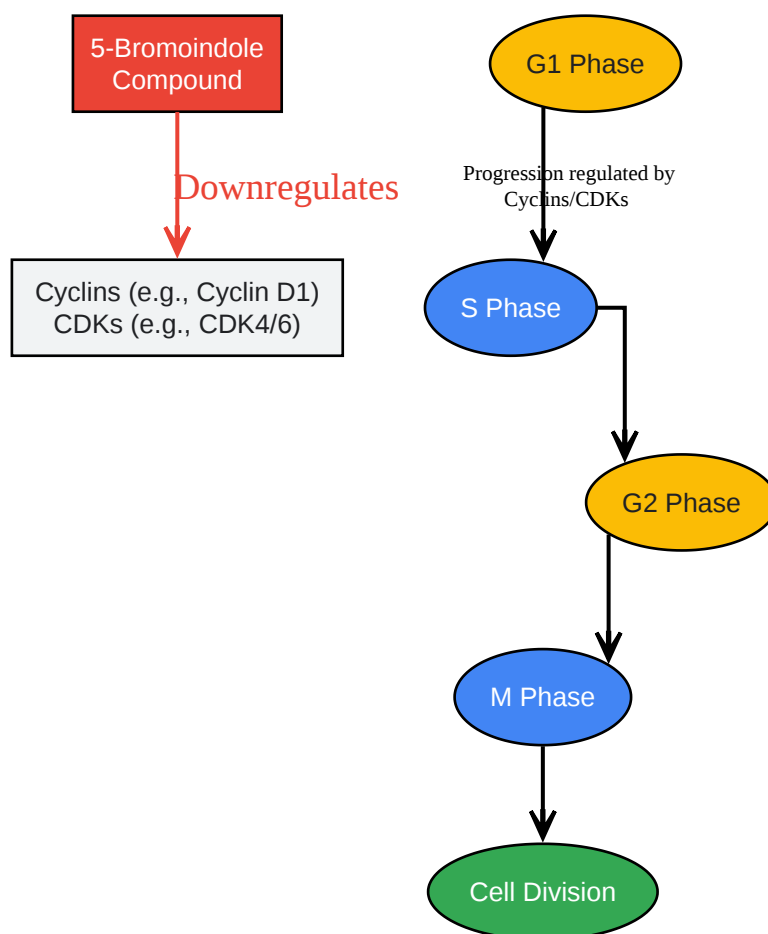 5-Bromoindole
Compound
Downregulates
Cyclins (e.g., Cyclin D1)
CDKs (e.g., CDK4/6)
G1 Phase
Progression regulated by
Cyclins/CDKs
S Phase
G2 Phase
M Phase
Cell Division